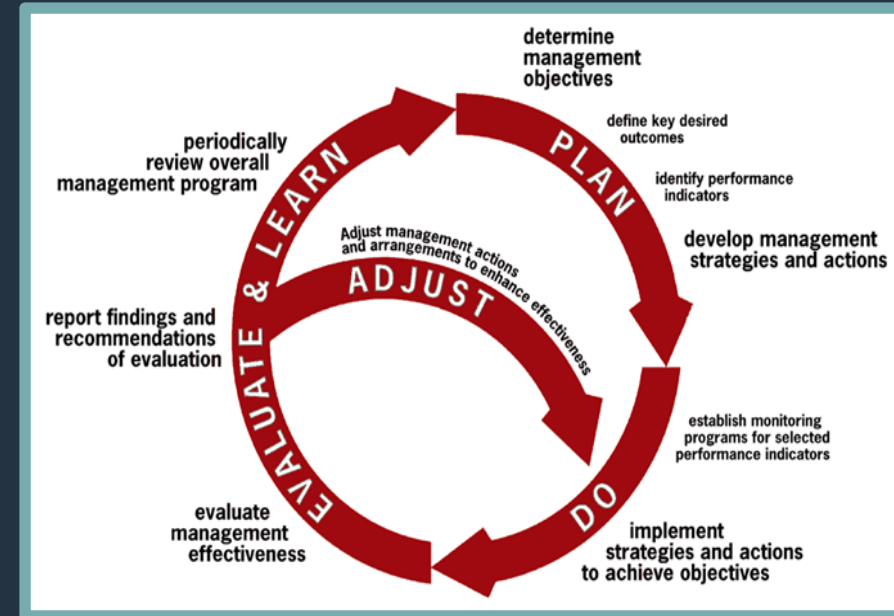 determine
management
objectives
define key desired
outcomes
PLAN
identify performance
indicators
develop management
strategies and actions
establish monitoring
programs for selected
performance indicators
DO
implement
strategies and actions
to achieve objectives
evaluate
management
effectiveness
EVALUATE & LEARN
report findings and
recommendations
of evaluation
periodically
review overall
management program
Adjust management actions
and arrangements to enhance effectiveness
ADJUST